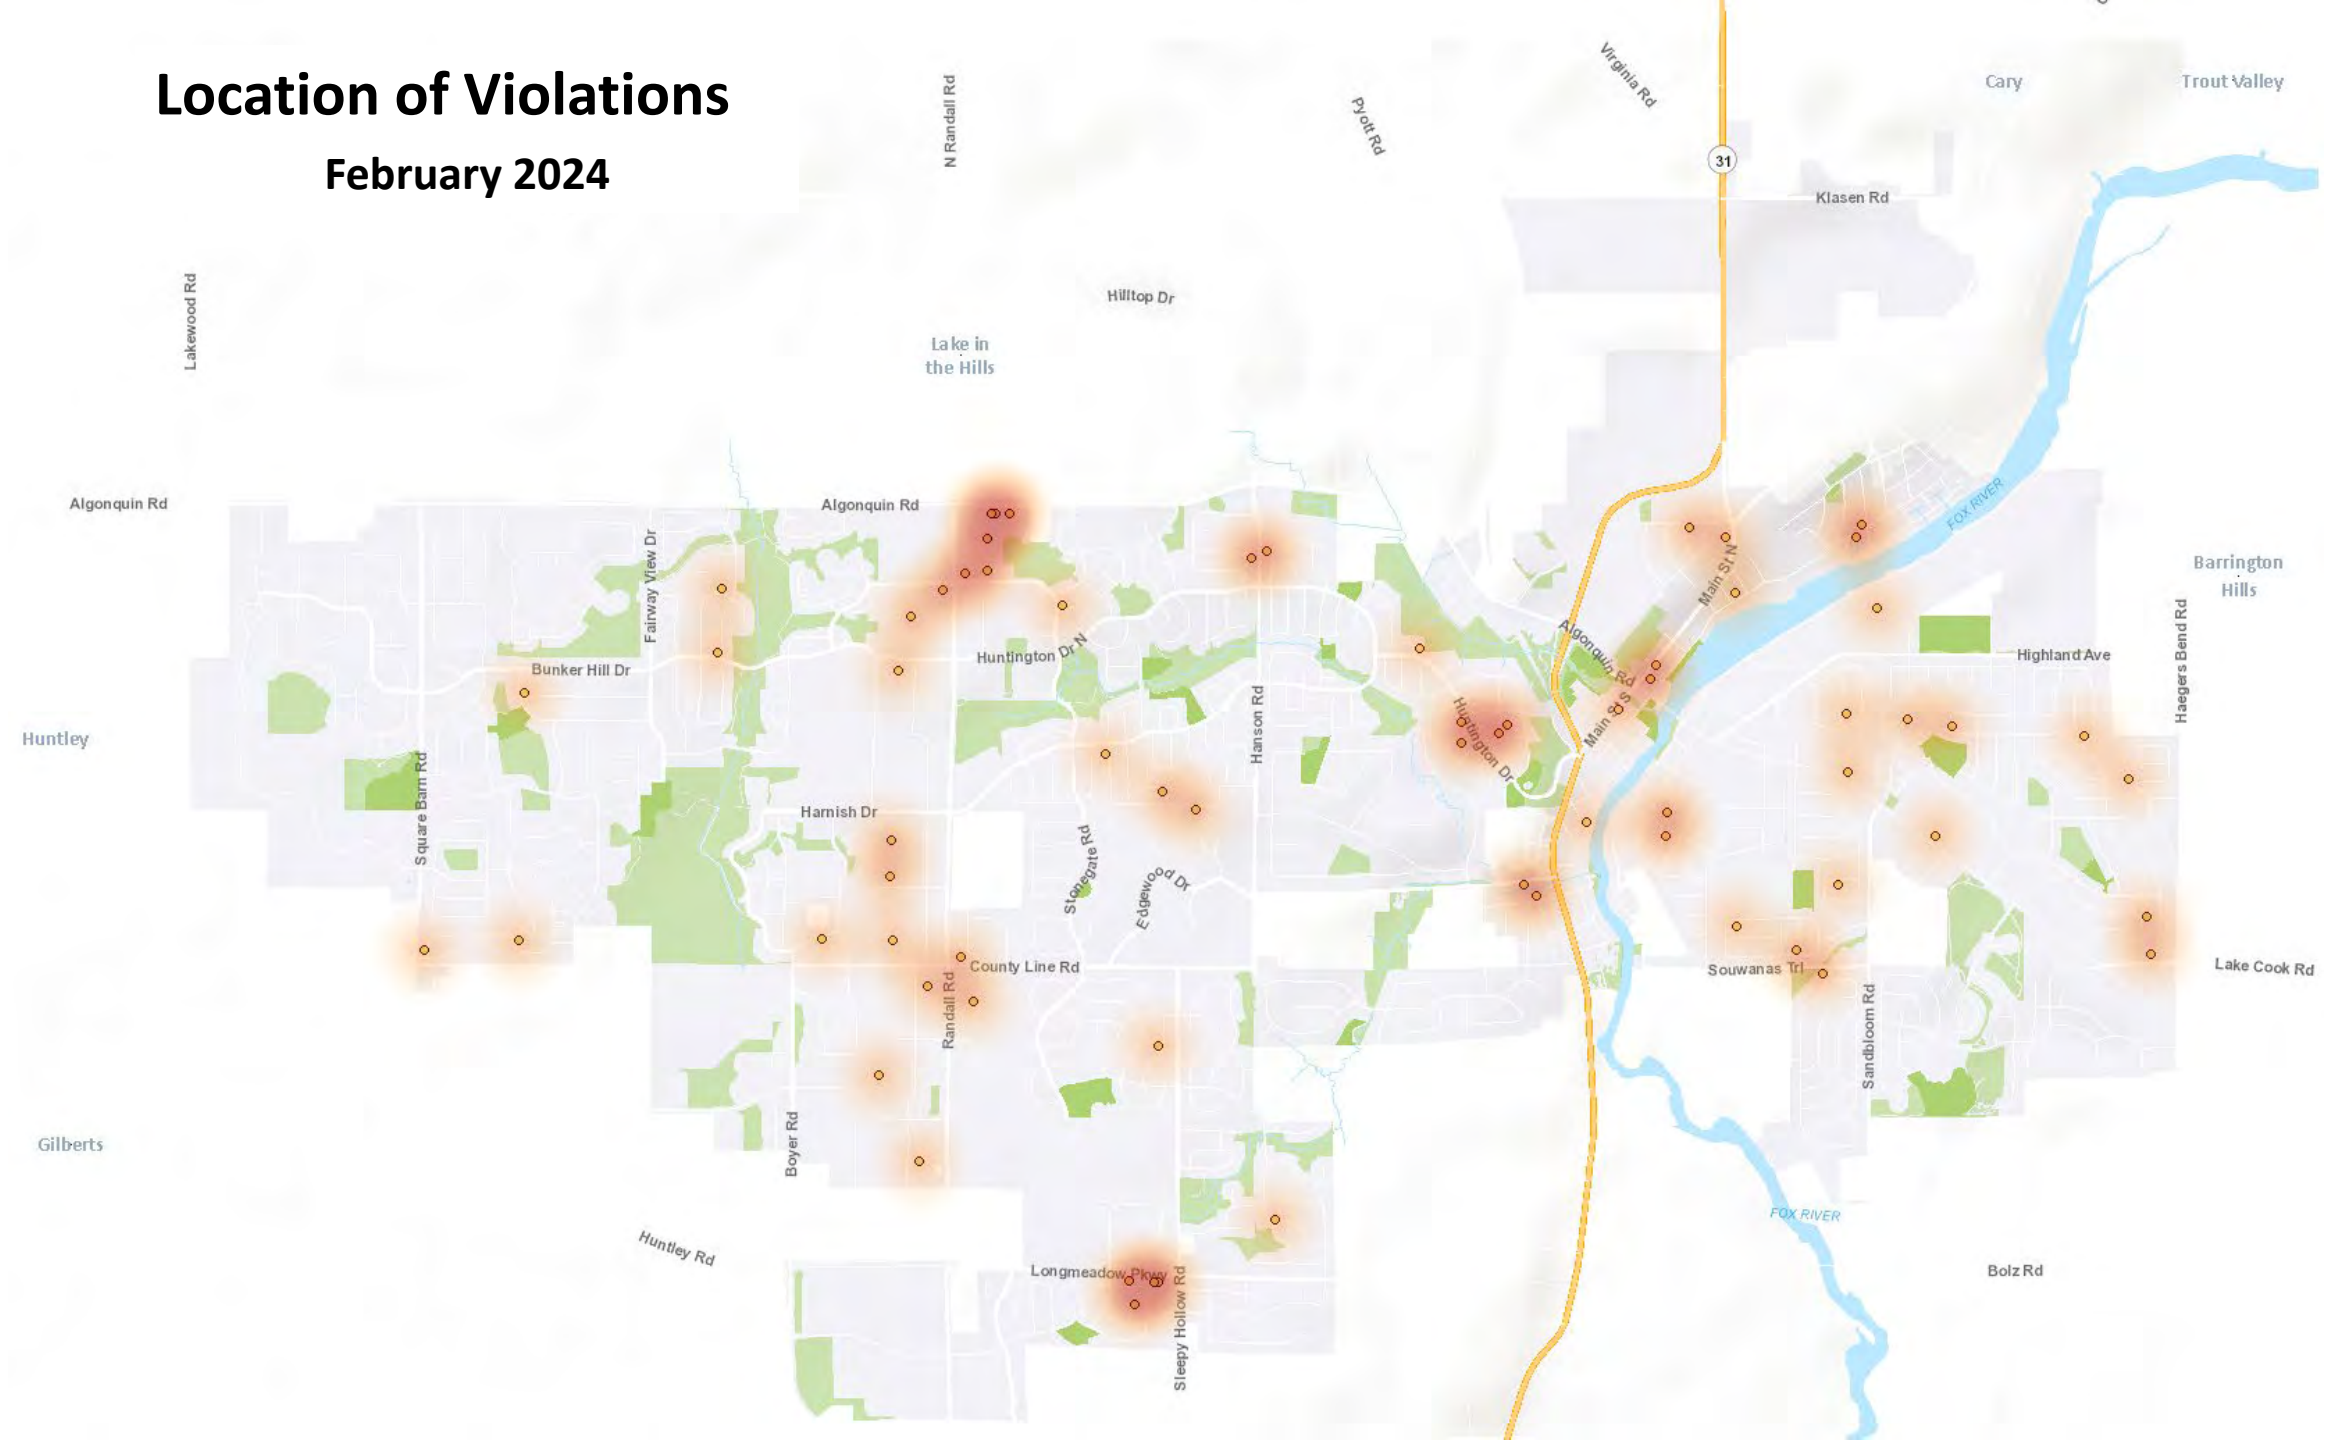 Location of Violations
February 2024
N Randall Rd
Pyott Rd
Virginia Rd
31
Cary
Trout Valley
Klasen Rd
Lakewood Rd
Hilltop Dr
Lake in
the Hills
Algonquin Rd
Algonquin Rd
FOX RIVER
Fairway View Dr
Main St N
Barrington
Hills
Haegers Bend Rd
Highland Ave
Algonquin Rd
Huntington Dr N
Bunker Hill Dr
Hanson Rd
Main St S
Huntington Dr
Huntley
Square Barn Rd
Harnish Dr
Stonegate Rd
Edgewood Dr
County Line Rd
Randall Rd
Souwanas Trl
Lake Cook Rd
Sandbloom Rd
Boyer Rd
Gilberts
FOX RIVER
Huntley Rd
Longmeadow Pkwy
Sleepy Hollow Rd
Bolz Rd